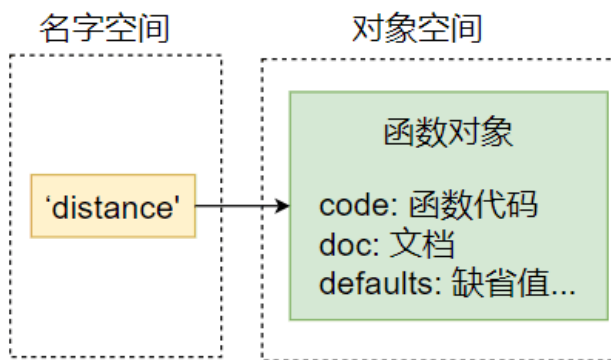 名字空间
对象空间
函数对象
‘distance'
code: 函数代码
doc: 文档
defaults: 缺省值...